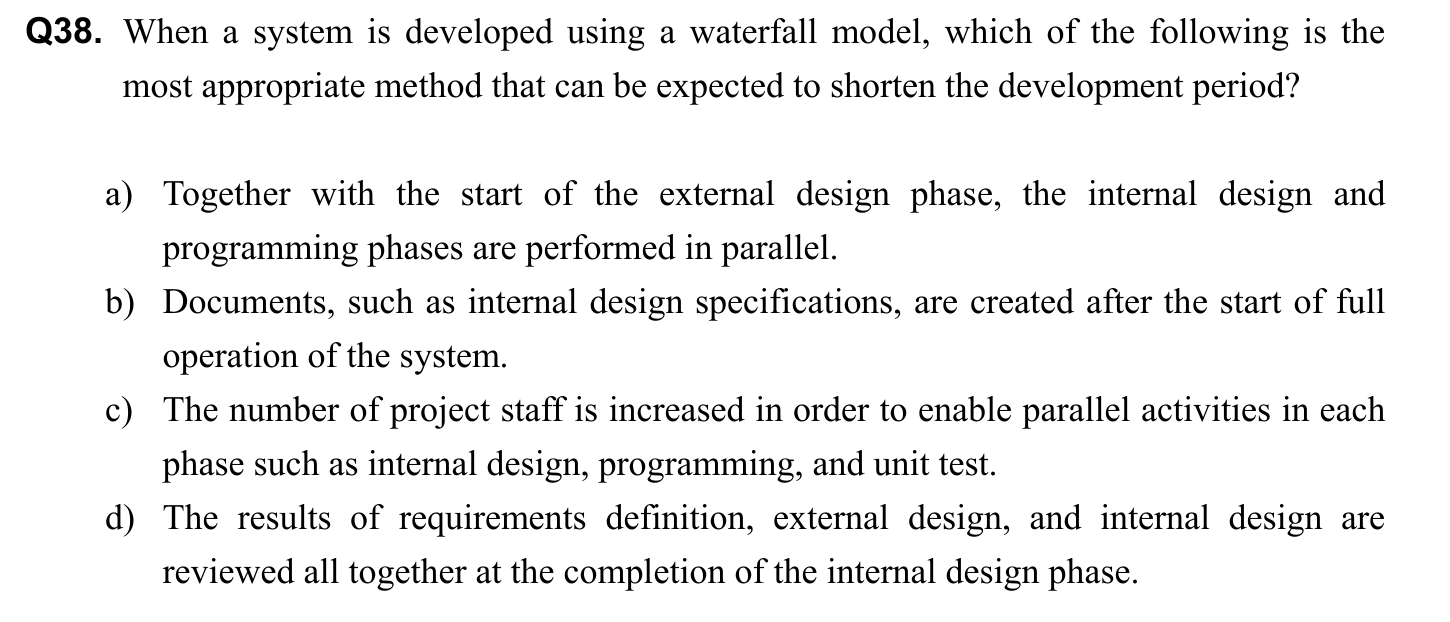 Q38. When a system is developed using a waterfall model, which of the following is the
most appropriate method that can be expected to shorten the development period?
a) Together with the start of the external design phase, the internal design and
programming phases are performed in parallel.
b) Documents, such as internal design specifications, are created after the start of full
operation of the system.
c) The number of project staff is increased in order to enable parallel activities in each
phase such as internal design, programming, and unit test.
d) The results of requirements definition, external design, and internal design are
reviewed all together at the completion of the internal design phase.